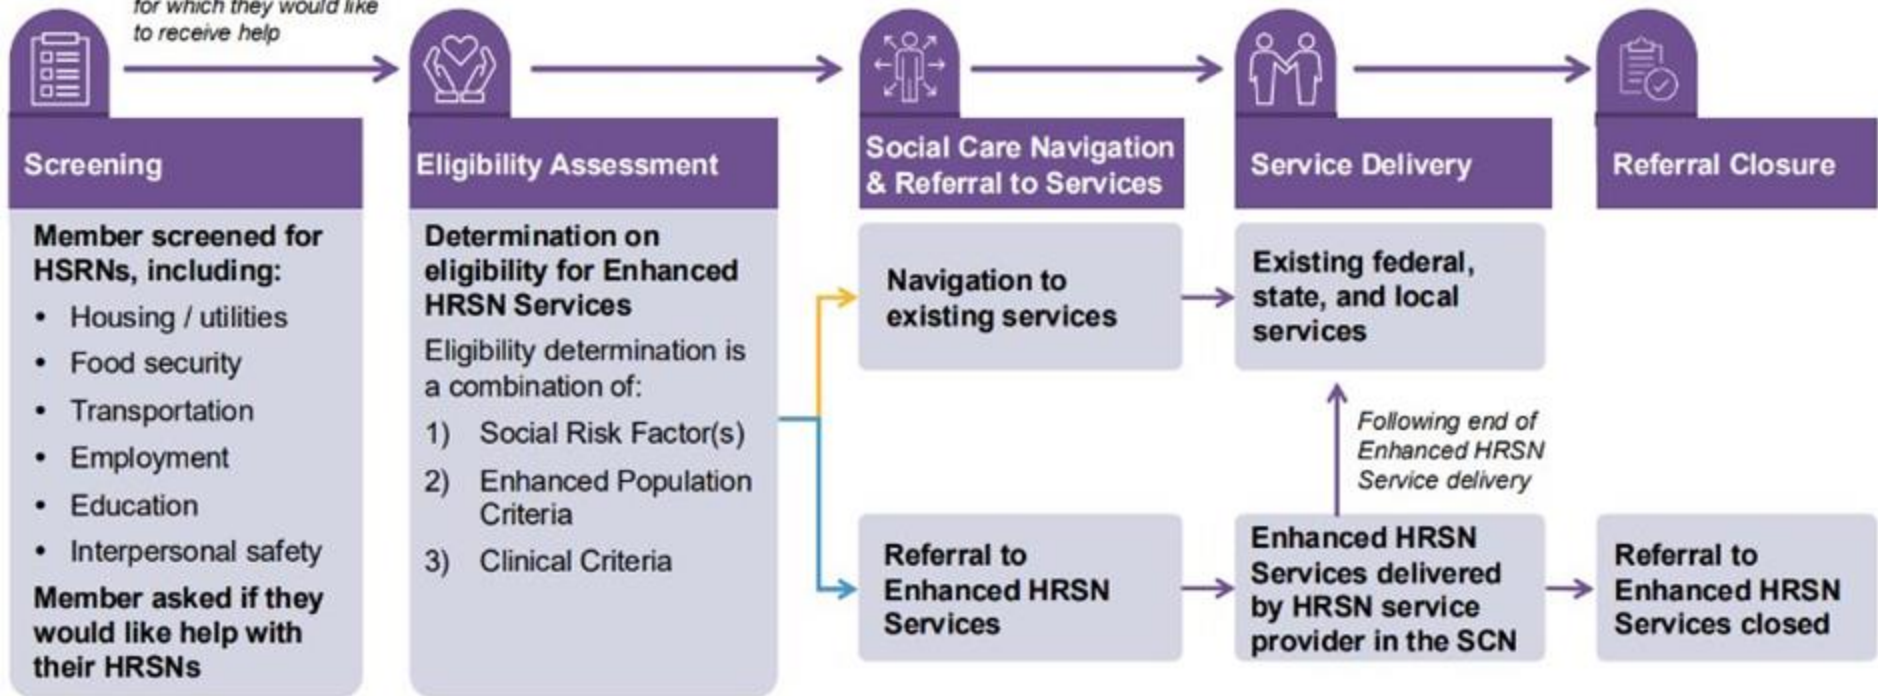 for which they would like
to receive help
Screening
Member screened for
HSRNs, including:
• Housing / utilities
• Food security
• Transportation
• Employment
• Education
• Interpersonal safety
Member asked if they
would like help with
their HRSNs
Eligibility Assessment
Determination on
eligibility for Enhanced
HRSN Services
Eligibility determination is
a combination of:
1) Social Risk Factor(s)
2) Enhanced Population
Criteria
3) Clinical Criteria
Social Care Navigation
& Referral to Services
Navigation to
existing services
Referral to
Enhanced HRSN
Services
Service Delivery
Existing federal,
state, and local
services
Following end of
Enhanced HRSN
Service delivery
Enhanced HRSN
Services delivered
by HRSN service
provider in the SCN
Referral Closure
Referral to
Enhanced HRSN
Services closed